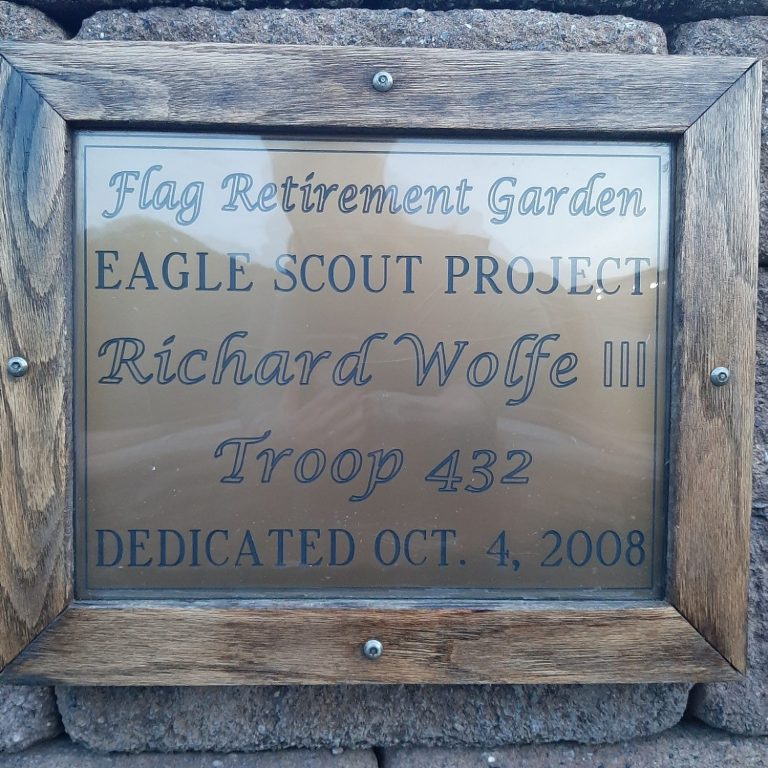 Flag Retirement Garden
EAGLE SCOUT PROJECT
Richard Wolfe III
Troop 432
DEDICATED OCT. 4, 2008